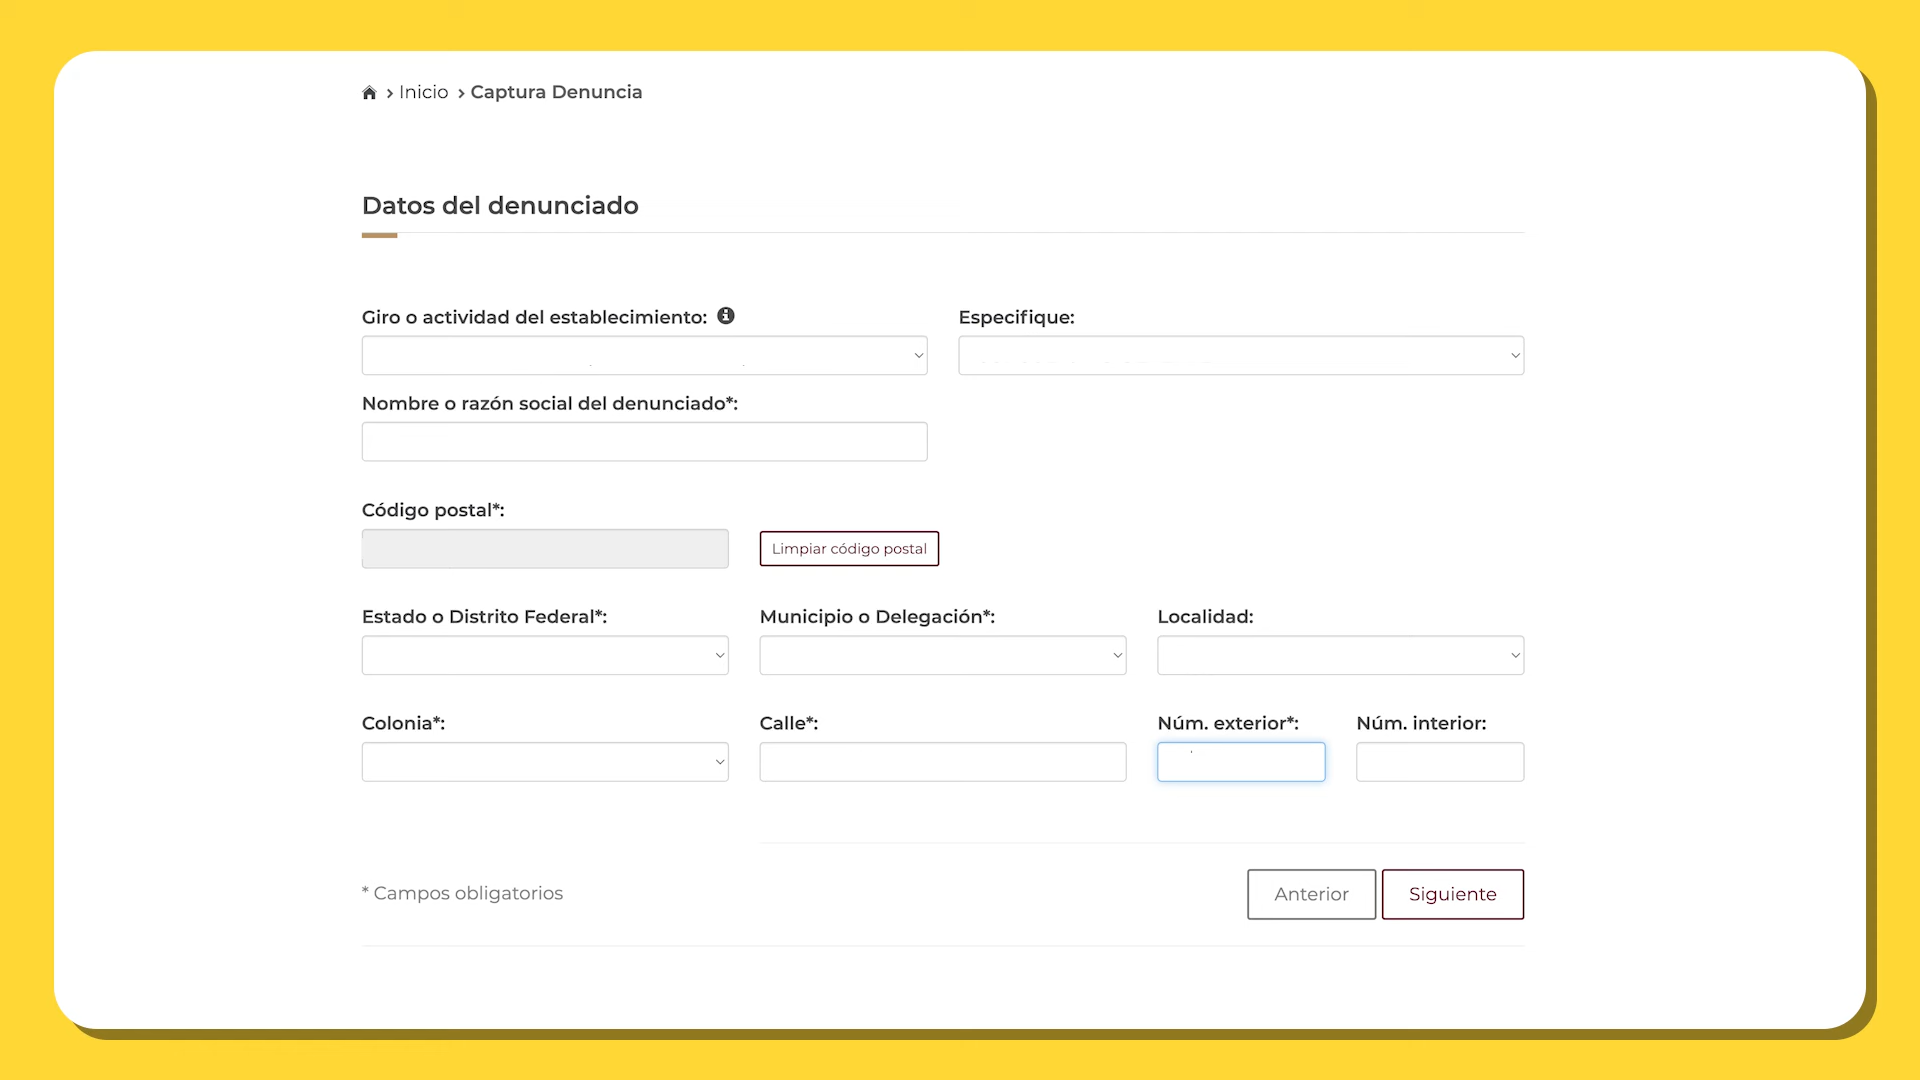 Inicio Captura Denuncia
Datos del denunciado
Giro o actividad del establecimiento:
Especifique:
Nombre o razón social del denunciado*:
Código postal*:
Limpiar código postal
Estado o Distrito Federal*:
Municipio o Delegación*:
Localidad:
Colonia*:
Calle*:
Núm. exterior*:
Núm. interior:
* Campos obligatorios
Anterior
Siguiente